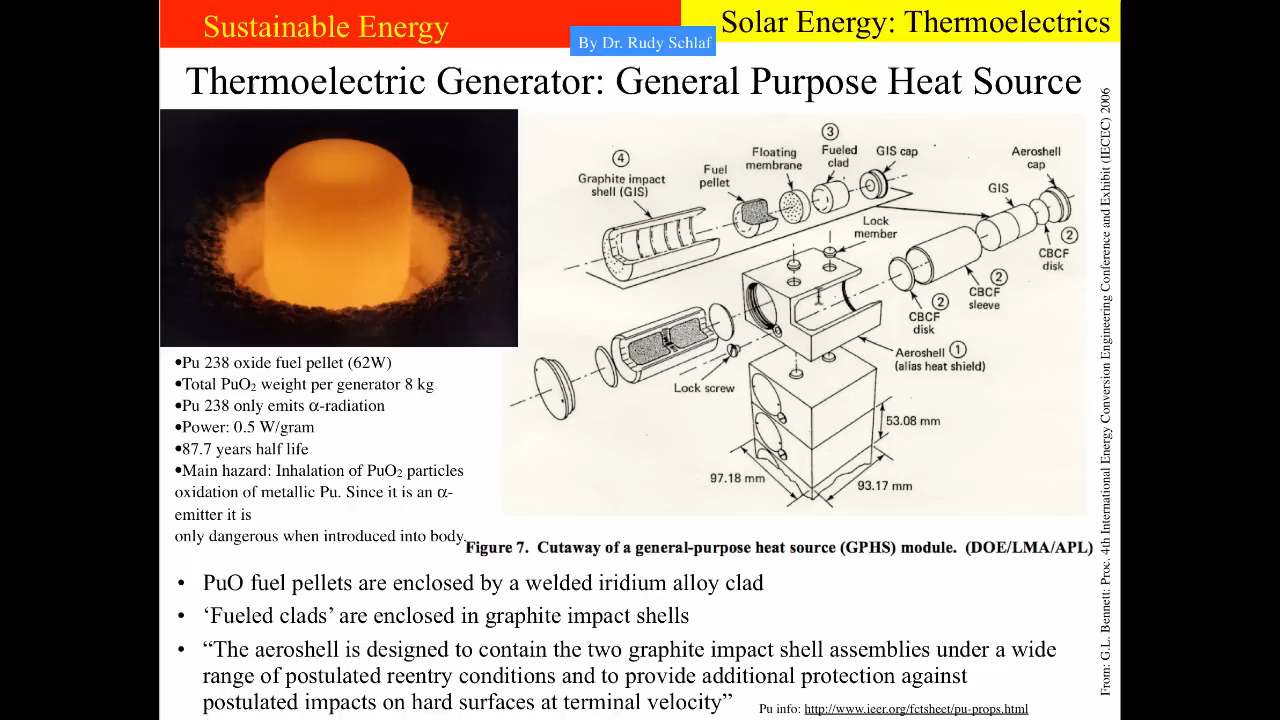 Sustainable Energy
Solar Energy: Thermoelectrics
By Dr. Rudy Schlaf
Thermoelectric Generator: General Purpose Heat Source
④
Graphite impact
shell (GIS)
Fuel
pellet
Floating
membrane
③
Fueled
clad
GIS cap
Aeroshell
cap
GIS
②
CBCF
disk
②
CBCF
sleeve
②
CBCF
disk
Lock
member
Aeroshell ①
(alias heat shield)
Lock screw
53.08 mm
97.18 mm
93.17 mm
•Pu 238 oxide fuel pellet (62W)
•Total PuO₂ weight per generator 8 kg
•Pu 238 only emits α-radiation
•Power: 0.5 W/gram
•87.7 years half life
•Main hazard: Inhalation of PuO₂ particles
oxidation of metallic Pu. Since it is an α-
emitter it is
only dangerous when introduced into body.
Figure 7. Cutaway of a general-purpose heat source (GPHS) module. (DOE/LMA/APL)
From: G.L. Bennett: Proc. 4th International Energy Conversion Engineering Conference and Exhibit (IECEC) 2006
• PuO fuel pellets are enclosed by a welded iridium alloy clad
• ‘Fueled clads’ are enclosed in graphite impact shells
• “The aeroshell is designed to contain the two graphite impact shell assemblies under a wide
range of postulated reentry conditions and to provide additional protection against
postulated impacts on hard surfaces at terminal velocity”
Pu info: http://www.ieer.org/fctsheet/pu-props.html